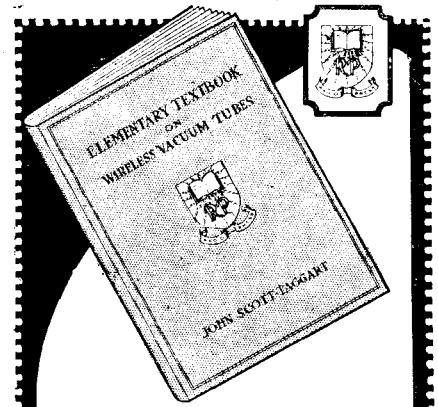 ELEMENTARY TEXTBOOK
ON
WIRELESS VACUUM TUBES
JOHN SCOTT-TAGGART